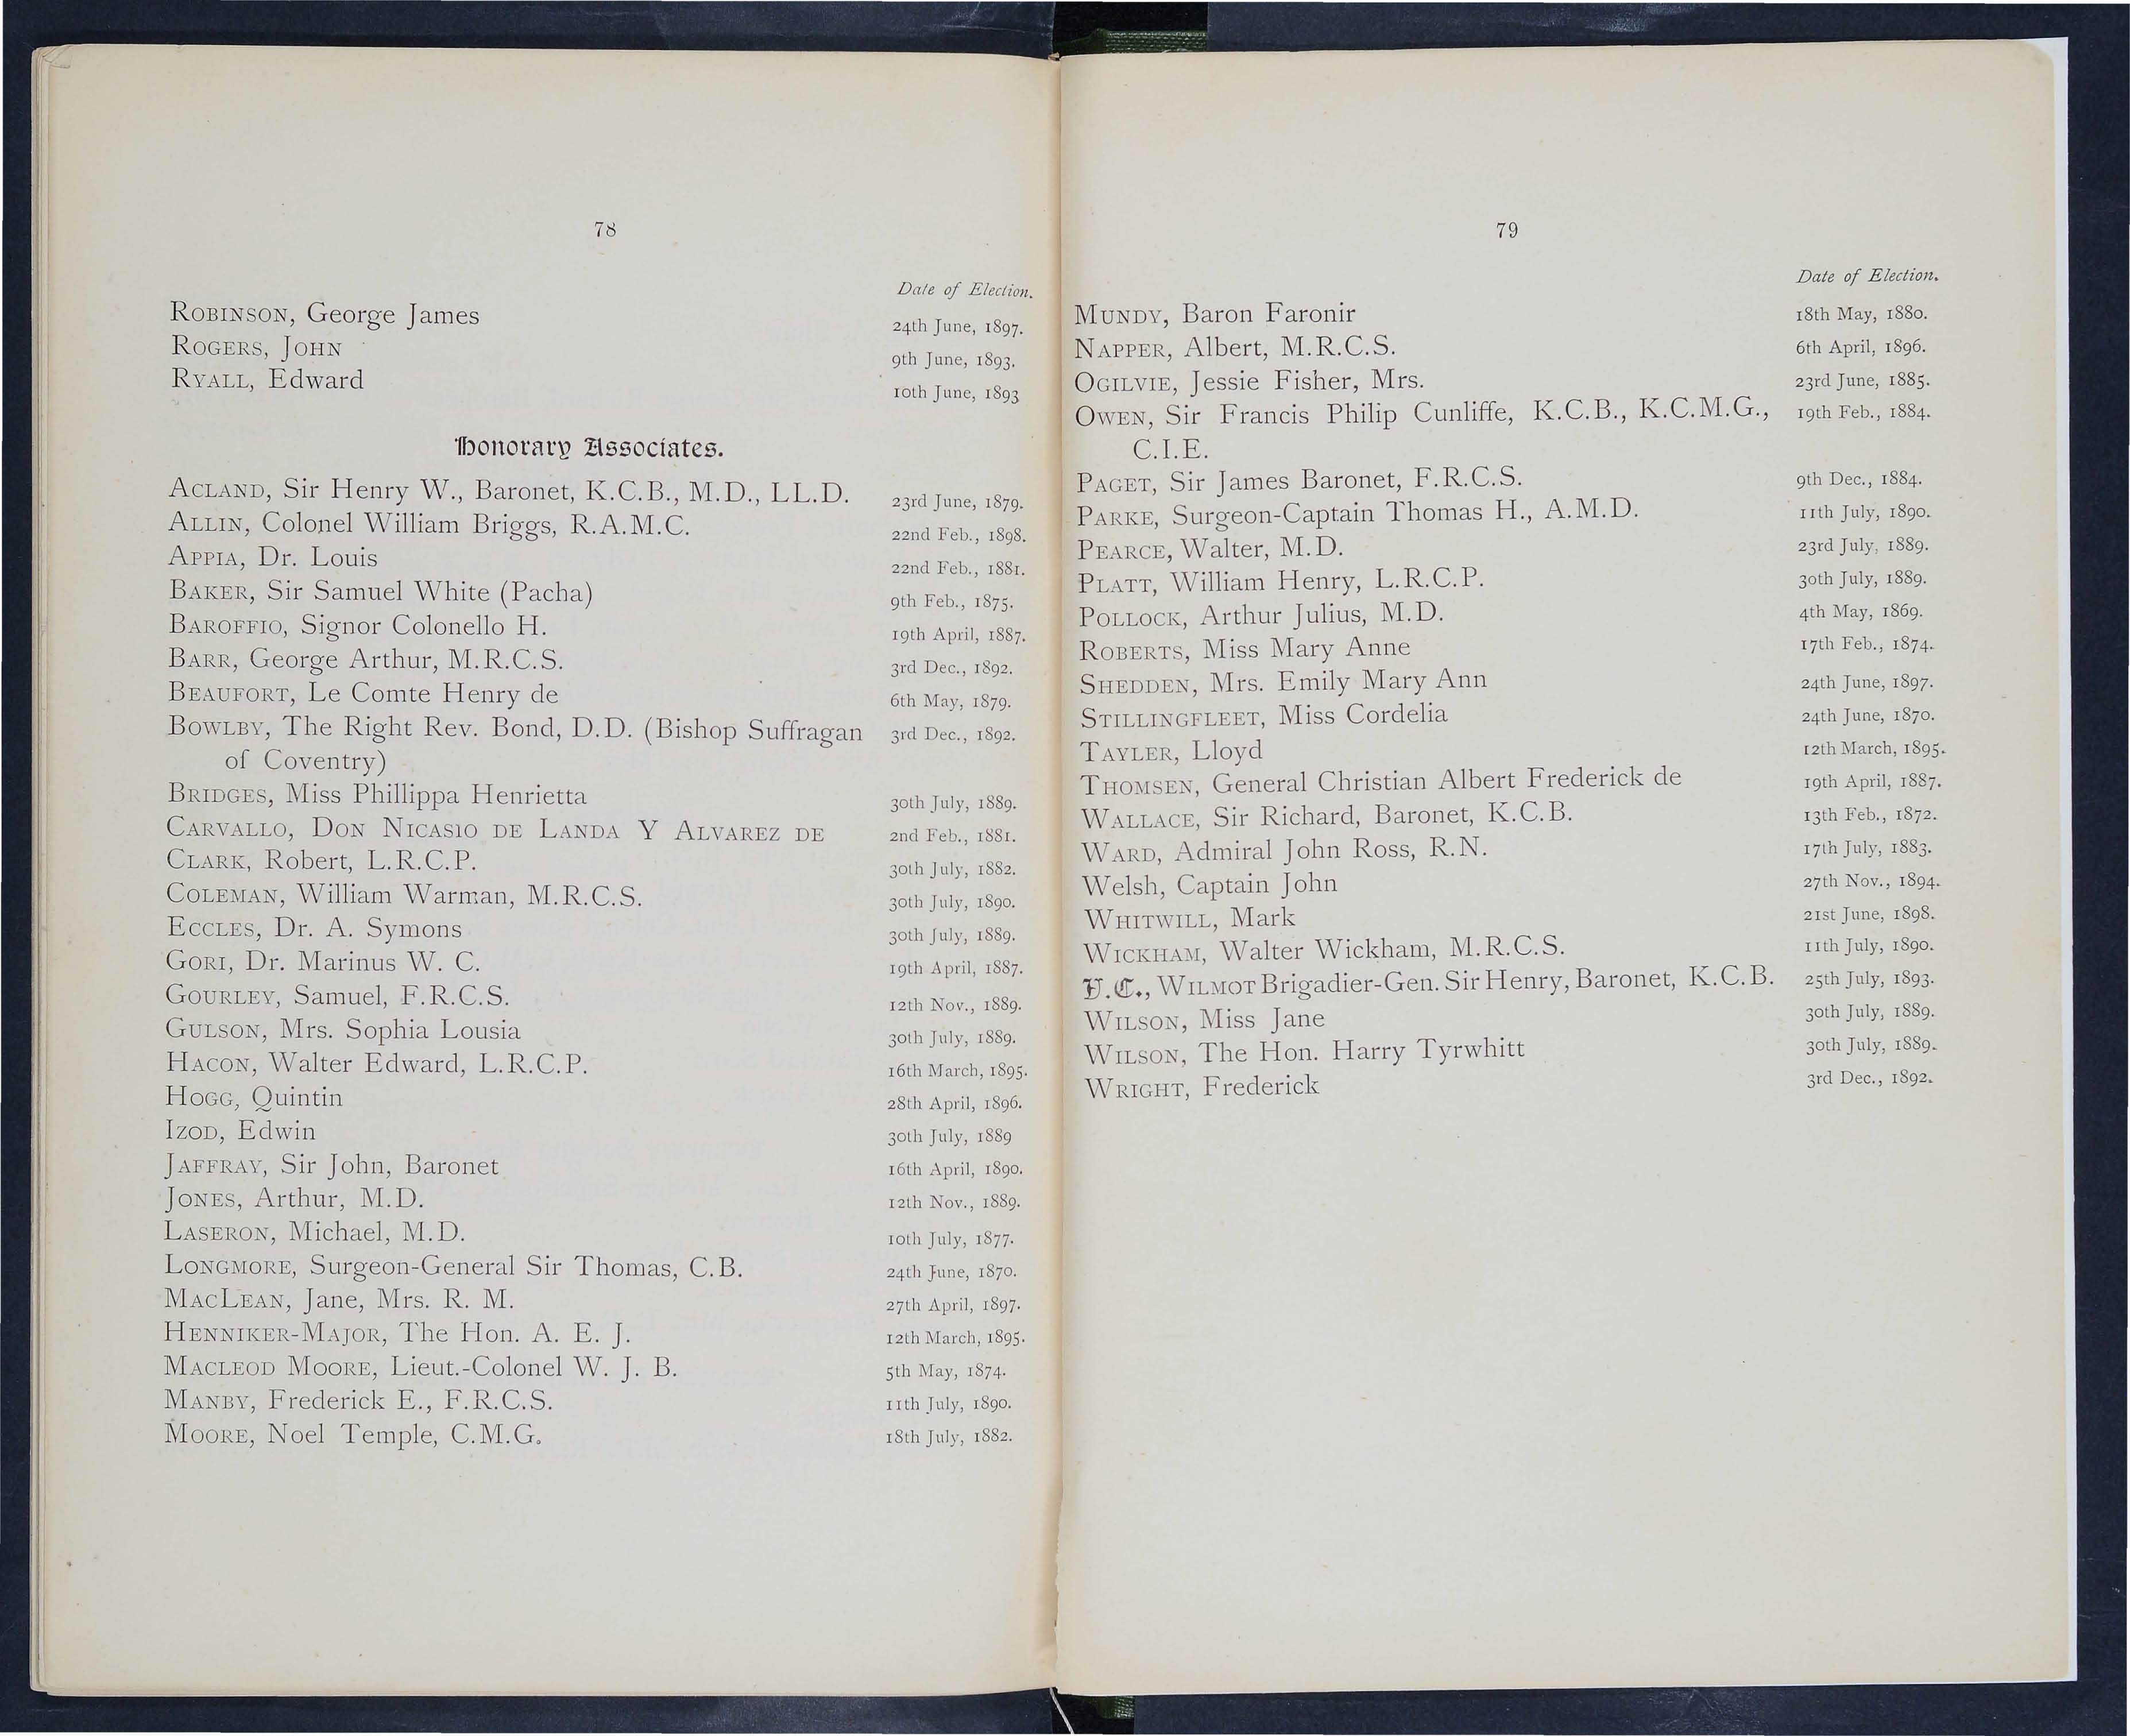 78
Date of Election.
ROBINSON, George James 24th June, 1897.
ROGERS, JOHN 9th June, 1893.
RYALL, Edward 10th June, 1893
Honorary Associates.
ACLAND, Sir Henry W., Baronet, K.C.B., M.D., LL.D. 23rd June, 1879.
ALLIN, Colonel William Briggs, R.A.M.C. 22nd Feb., 1898.
APPIA, Dr. Louis 22nd Feb., 1881.
BAKER, Sir Samuel White (Pacha) 9th Feb., 1875.
BAROFFIO, Signor Colonello H. 19th April, 1887.
BARR, George Arthur, M.R.C.S. 3rd Dec., 1892.
BEAUFORT, Le Comte Henry de 6th May, 1879.
BOWLBY, The Right Rev. Bond, D.D. (Bishop Suffragan 3rd Dec., 1892.
of Coventry)
BRIDGES, Miss Phillippa Henrietta 30th July, 1889.
CARVALLO, DON NICASIO DE LANDA Y ALVAREZ DE 2nd Feb., 1881.
CLARK, Robert, L.R.C.P. 30th July, 1882.
COLEMAN, William Warman, M.R.C.S. 30th July, 1890.
ECCLES, Dr. A. Symons 30th July, 1889.
GORI, Dr. Marinus W. C. 19th April, 1887.
GOURLEY, Samuel, F.R.C.S. 12th Nov., 1889.
GULSON, Mrs. Sophia Lousia 30th July, 1889.
HACON, Walter Edward, L.R.C.P. 16th March, 1895.
HOGG, Quintin 28th April, 1896.
IZOD, Edwin 30th July, 1889
JAFFRAY, Sir John, Baronet 16th April, 1890.
JONES, Arthur, M.D. 12th Nov., 1889.
LASERON, Michael, M.D. 10th July, 1877.
LONGMORE, Surgeon-General Sir Thomas, C.B. 24th June, 1870.
MACLEAN, Jane, Mrs. R. M. 27th April, 1897.
HENNIKER-MAJOR, The Hon. A. E. J. 12th March, 1895.
MACLEOD MOORE, Lieut.-Colonel W. J. B. 5th May, 1874.
MANBY, Frederick E., F.R.C.S. 11th July, 1890.
MOORE, Noel Temple, C.M.G. 18th July, 1882.
79
Date of Election.
MUNDY, Baron Faronir 18th May, 1880.
NAPPER, Albert, M.R.C.S. 6th April, 1896.
OGILVIE, Jessie Fisher, Mrs. 23rd June, 1885.
OWEN, Sir Francis Philip Cunliffe, K.C.B., K.C.M.G., 19th Feb., 1884.
C.I.E.
PAGET, Sir James Baronet, F.R.C.S. 9th Dec., 1884.
PARKE, Surgeon-Captain Thomas H., A.M.D. 11th July, 1890.
PEARCE, Walter, M.D. 23rd July, 1889.
PLATT, William Henry, L.R.C.P. 30th July, 1889.
POLLOCK, Arthur Julius, M.D. 4th May, 1869.
ROBERTS, Miss Mary Anne 17th Feb., 1874.
SHEDDEN, Mrs. Emily Mary Ann 24th June, 1897.
STILLINGFLEET, Miss Cordelia 24th June, 1870.
TAYLER, Lloyd 12th March, 1895.
THOMSEN, General Christian Albert Frederick de 19th April, 1887.
WALLACE, Sir Richard, Baronet, K.C.B. 13th Feb., 1872.
WARD, Admiral John Ross, R.N. 17th July, 1883.
Welsh, Captain John 27th Nov., 1894.
WHITWILL, Mark 21st June, 1898.
WICKHAM, Walter Wickham, M.R.C.S. 11th July, 1890.
V.C., WILMOT Brigadier-Gen. Sir Henry, Baronet, K.C.B. 25th July, 1893.
WILSON, Miss Jane 30th July, 1889.
WILSON, The Hon. Harry Tyrwhitt 30th July, 1889.
WRIGHT, Frederick 3rd Dec., 1892.